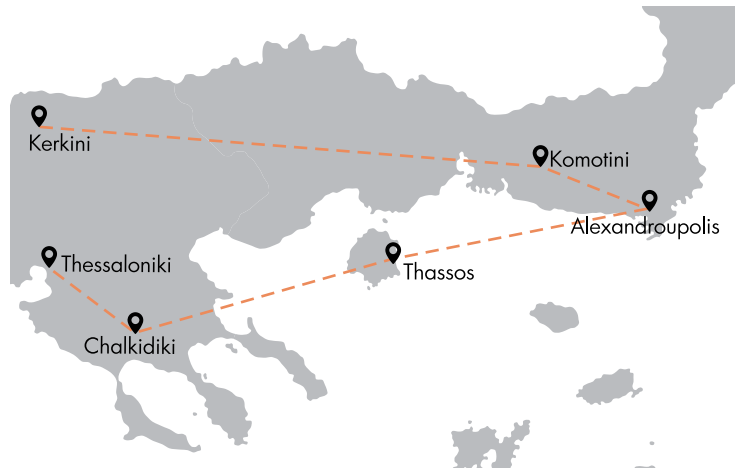 Kerkini
Komotini
Alexandroupolis
Thessaloniki
Thassos
Chalkidiki